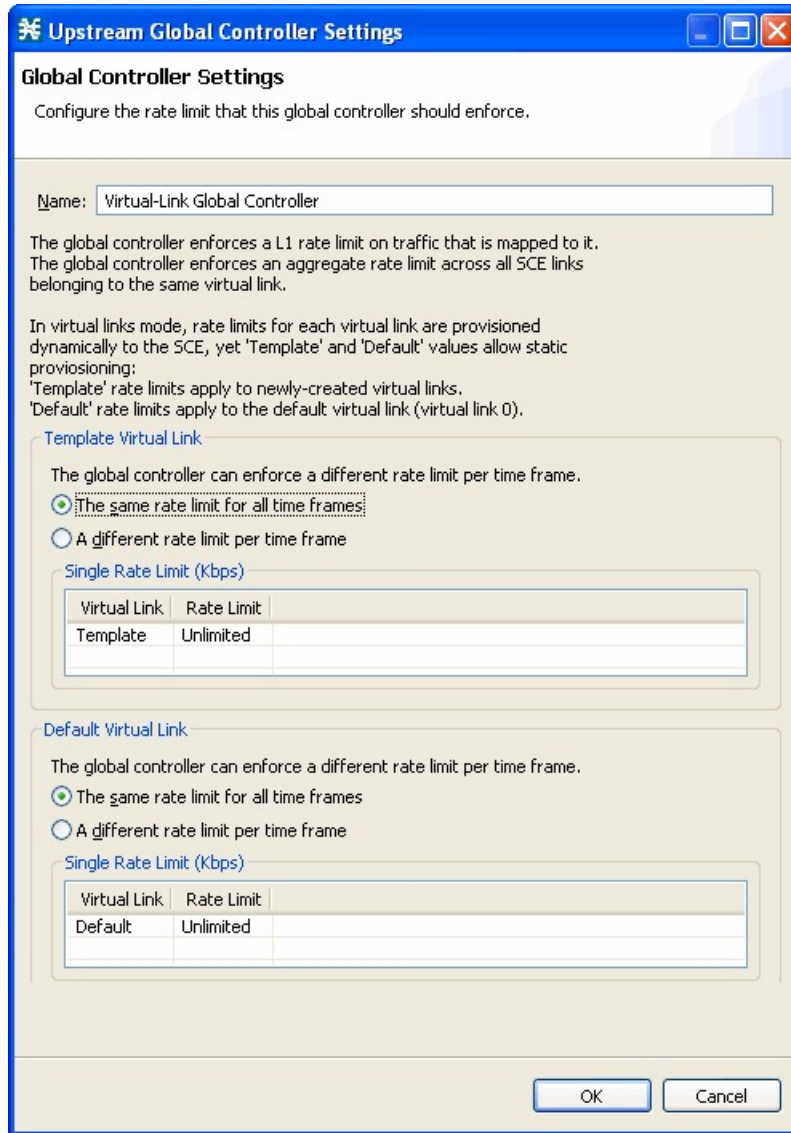 Upstream Global Controller Settings
Global Controller Settings
Configure the rate limit that this global controller should enforce.
Name: Virtual-Link Global Controller
The global controller enforces a L1 rate limit on traffic that is mapped to it.
The global controller enforces an aggregate rate limit across all SCE links
belonging to the same virtual link.
In virtual links mode, rate limits for each virtual link are provisioned
dynamically to the SCE, yet 'Template' and 'Default' values allow static
proviosioning:
'Template' rate limits apply to newly-created virtual links.
'Default' rate limits apply to the default virtual link (virtual link 0).
Template Virtual Link
The global controller can enforce a different rate limit per time frame.
The same rate limit for all time frames
A different rate limit per time frame
Single Rate Limit (Kbps)
Virtual Link Rate Limit
Template Unlimited
Default Virtual Link
The global controller can enforce a different rate limit per time frame.
The same rate limit for all time frames
A different rate limit per time frame
Single Rate Limit (Kbps)
Virtual Link Rate Limit
Default Unlimited
OK Cancel